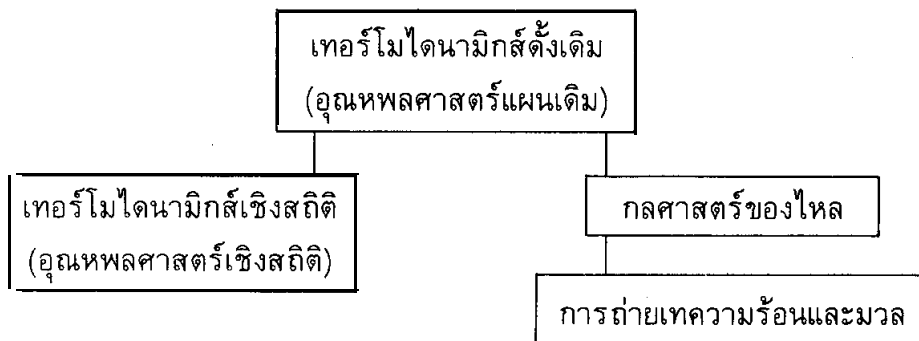 เทอร์โมไดนามิกส์ดั้งเดิม
(อุณหพลศาสตร์แผนเดิม)
เทอร์โมไดนามิกส์เชิงสถิติ
(อุณหพลศาสตร์เชิงสถิติ)
กลศาสตร์ของไหล
การถ่ายเทความร้อนและมวล